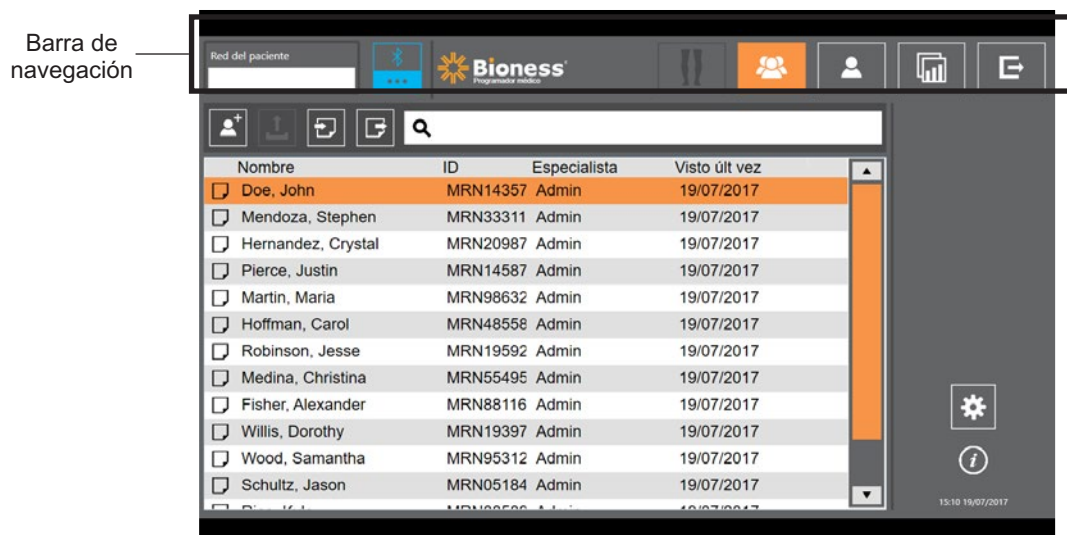 Barra de
navegación
Red del paciente
Bioness
Programador médico
Nombre ID Especialista Visto últ vez
Doe, John MRN14357 Admin 19/07/2017
Mendoza, Stephen MRN33311 Admin 19/07/2017
Hernandez, Crystal MRN20987 Admin 19/07/2017
Pierce, Justin MRN14587 Admin 19/07/2017
Martin, Maria MRN98632 Admin 19/07/2017
Hoffman, Carol MRN48558 Admin 19/07/2017
Robinson, Jesse MRN19592 Admin 19/07/2017
Medina, Christina MRN55495 Admin 19/07/2017
Fisher, Alexander MRN88116 Admin 19/07/2017
Willis, Dorothy MRN19397 Admin 19/07/2017
Wood, Samantha MRN95312 Admin 19/07/2017
Schultz, Jason MRN05184 Admin 19/07/2017
15:10 19/07/2017